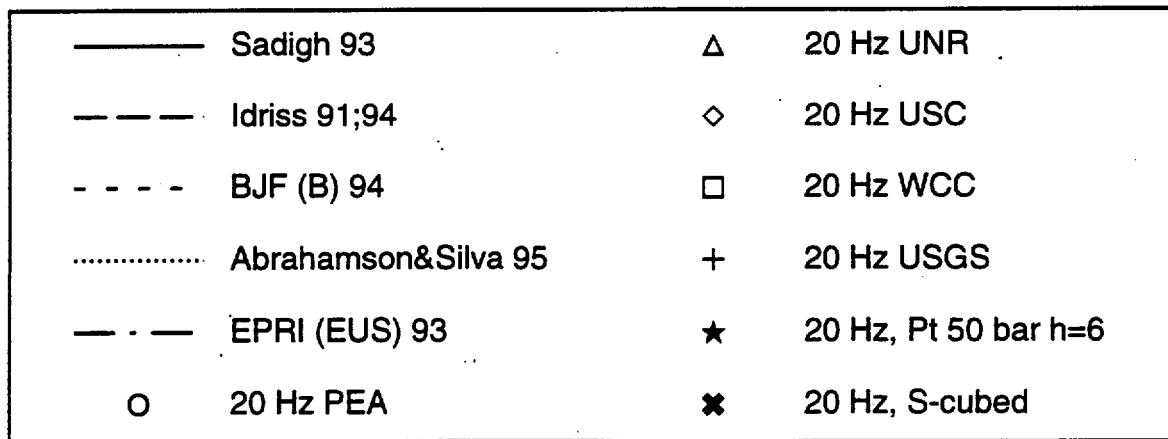 Sadigh 93
Idriss 91;94
BJF (B) 94
Abrahamson&Silva 95
EPRI (EUS) 93
20 Hz PEA
20 Hz UNR
20 Hz USC
20 Hz WCC
20 Hz USGS
20 Hz, Pt 50 bar h=6
20 Hz, S-cubed